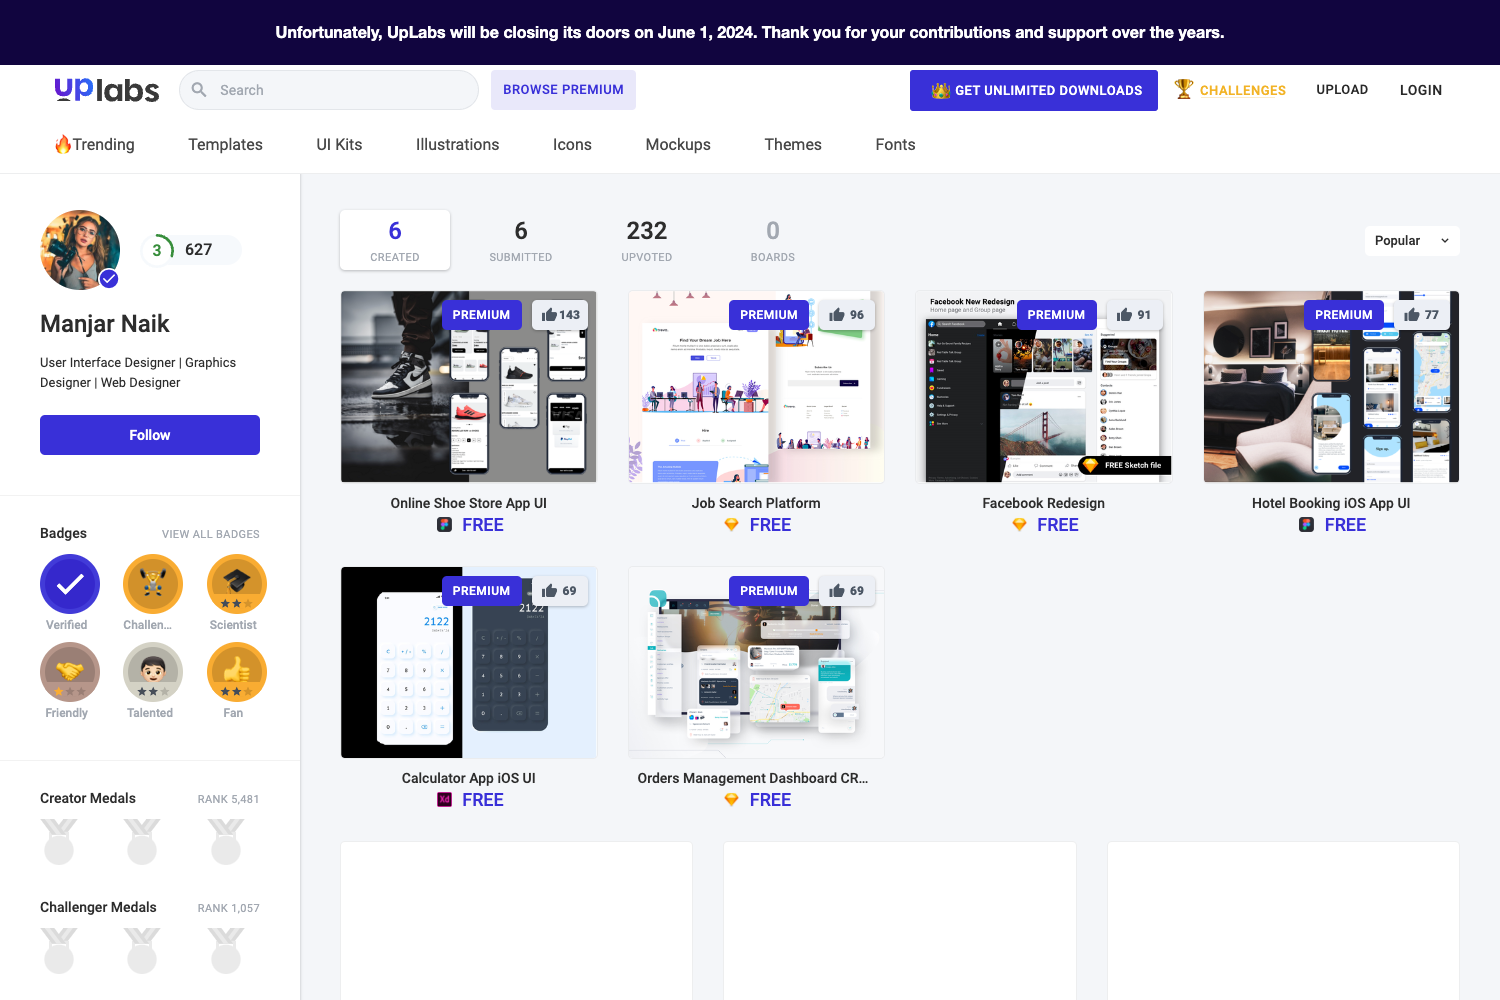 Unfortunately, UpLabs will be closing its doors on June 1, 2024. Thank you for your contributions and support over the years.
uplabs
Search
BROWSE PREMIUM
GET UNLIMITED DOWNLOADS
CHALLENGES
UPLOAD
LOGIN
Trending
Templates
UI Kits
Illustrations
Icons
Mockups
Themes
Fonts
3
627
Manjar Naik
User Interface Designer | Graphics
Designer | Web Designer
Follow
Badges
VIEW ALL BADGES
Verified
Challen...
Scientist
Friendly
Talented
Fan
Creator Medals
RANK 5,481
Challenger Medals
RANK 1,057
6
CREATED
6
SUBMITTED
232
UPVOTED
0
BOARDS
Popular
PREMIUM
143
Online Shoe Store App UI
FREE
PREMIUM
96
Find Your Dream Job Here
Job Search Platform
FREE
Facebook New Redesign
Home page and Group page
PREMIUM
91
FREE Sketch file
Facebook Redesign
FREE
PREMIUM
77
Sign up
Hotel Booking iOS App UI
FREE
PREMIUM
69
2122
2122
Calculator App iOS UI
Xd
FREE
PREMIUM
69
Orders Management Dashboard CR...
FREE